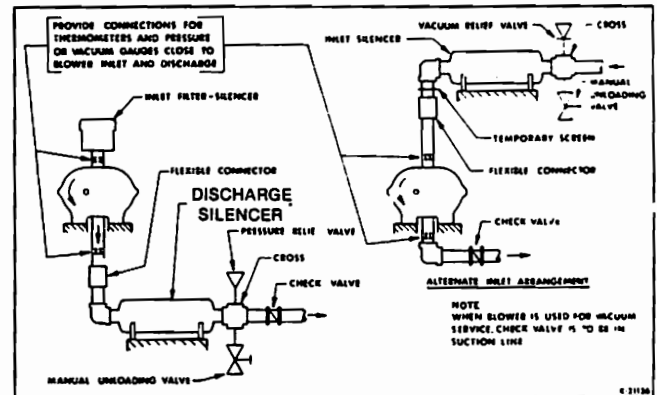 PROVIDE CONNECTIONS FOR
THERMOMETERS AND PRESSURE
OR VACUUM GAUGES CLOSE TO
BLOWER INLET AND DISCHARGE
INLET FILTER-SILENCER
FLEXIBLE CONNECTOR
DISCHARGE
SILENCER
PRESSURE RELIE VALVE
CROSS
CHECK VALVE
MANUAL UNLOADING VALVE
VACUUM RELIEF VALVE
CROSS
INLET SILENCER
MANUAL
UNLOADING
VALVE
TEMPORARY SCREEN
FLEXIBLE CONNECTOR
CHECK VALVE
ALTERNATE INLET ARRANGEMENT
NOTE
WHEN BLOWER IS USED FOR VACUUM
SERVICE, CHECK VALVE IS TO BE IN
SUCTION LINE